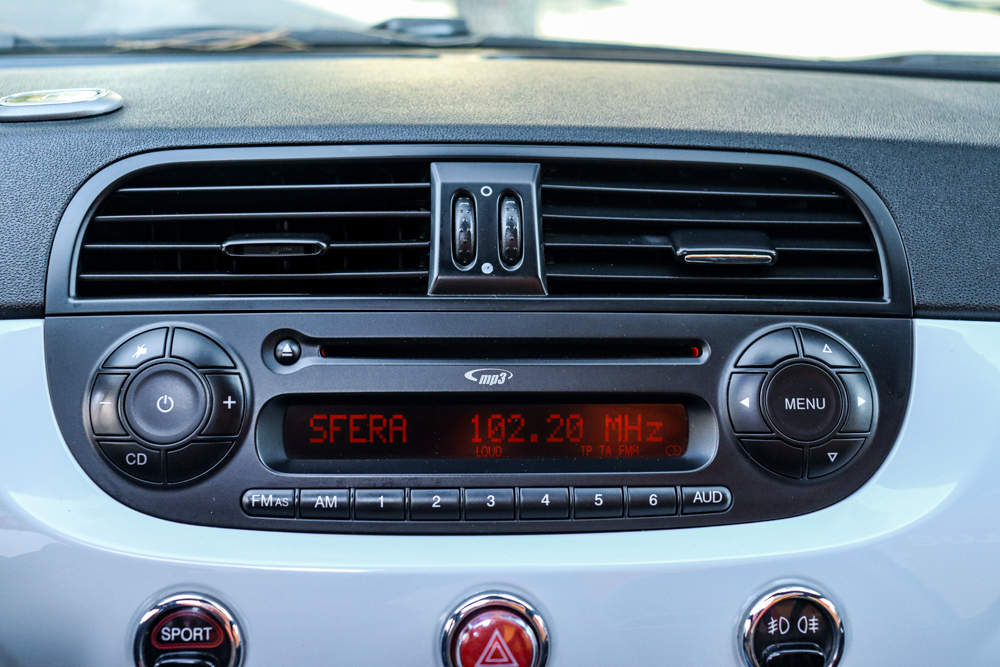 mp3
SFERA 102.20 MHz
LOUD TP TA
MENU
CD
FM AS AM 1 2 3 4 5 6 AUD
SPORT